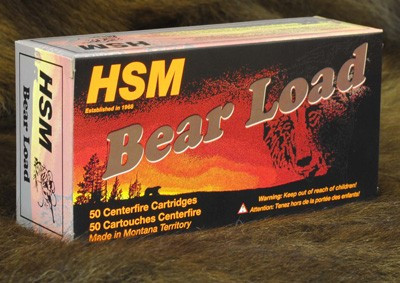 HSM
Bear Load
HSM
Established in 1968
Bear Load
50 Centerfire Cartridges
50 Cartouches Centerfire
Made in Montana Territory
Warning: Keep out of reach of children!
Attention: Tenez hors de la portée des enfants!